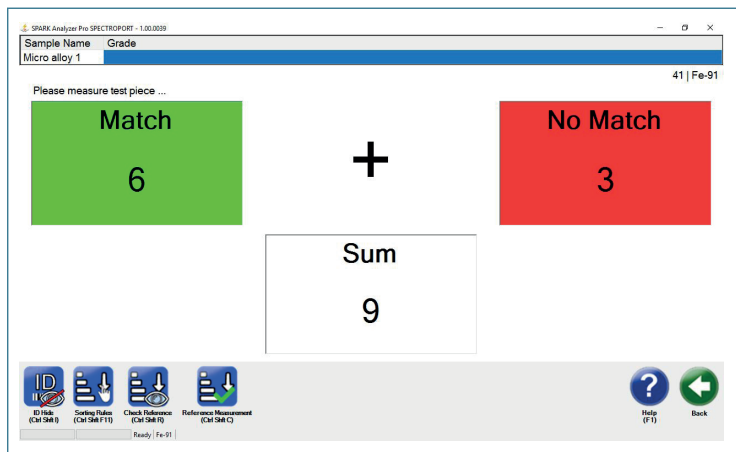 SPARK Analyzer Pro SPECTROPORT - 1.00.0039
Sample Name Grade
Micro alloy 1
41 | Fe-91
Please measure test piece ...
Match
6
+
No Match
3
Sum
9
ID
ID Hide
(Ctrl Shft I)
Sorting Rules
(Ctrl Shft F11)
Check Reference
(Ctrl Shft R)
Reference Measurement
(Ctrl Shft C)
?
Help
(F1)
Back
Ready Fe-91